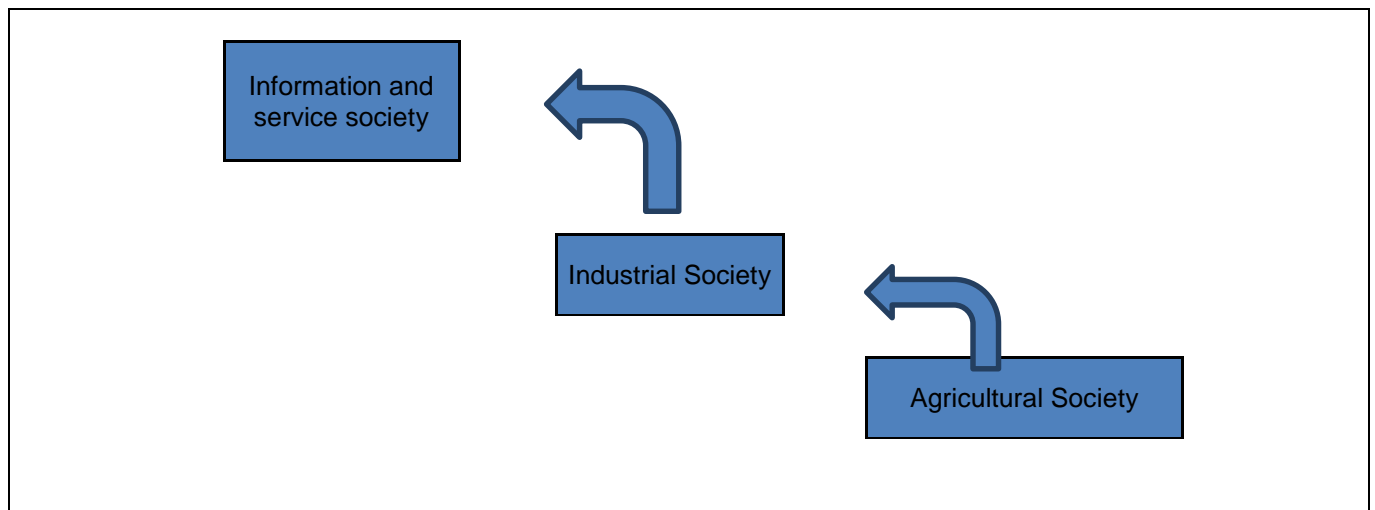 Information and
service society
Industrial Society
Agricultural Society